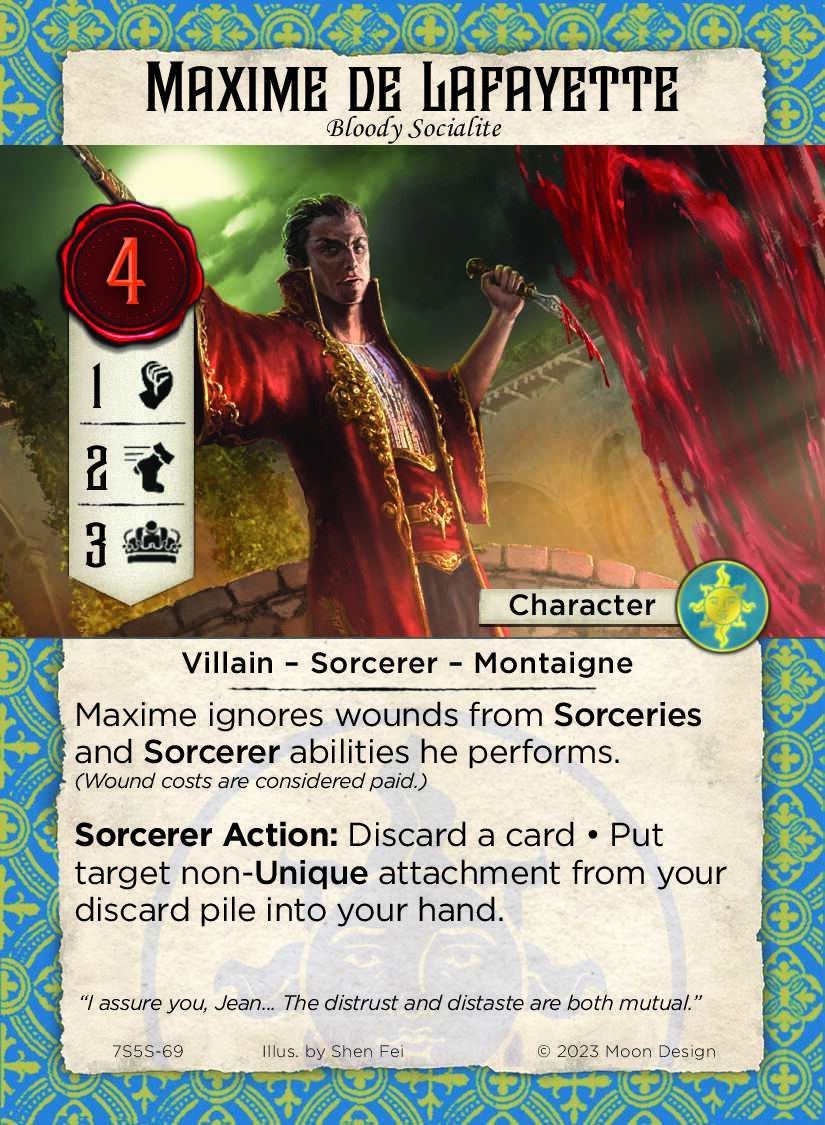 Maxime de Lafayette
Bloody Socialite
4
1
2
3
Character
Villain – Sorcerer – Montaigne
Maxime ignores wounds from Sorceries
and Sorcerer abilities he performs.
(Wound costs are considered paid.)
Sorcerer Action: Discard a card • Put
target non-Unique attachment from your
discard pile into your hand.
“I assure you, Jean... The distrust and distaste are both mutual.”
7S5S-69 Illus. by Shen Fei © 2023 Moon Design